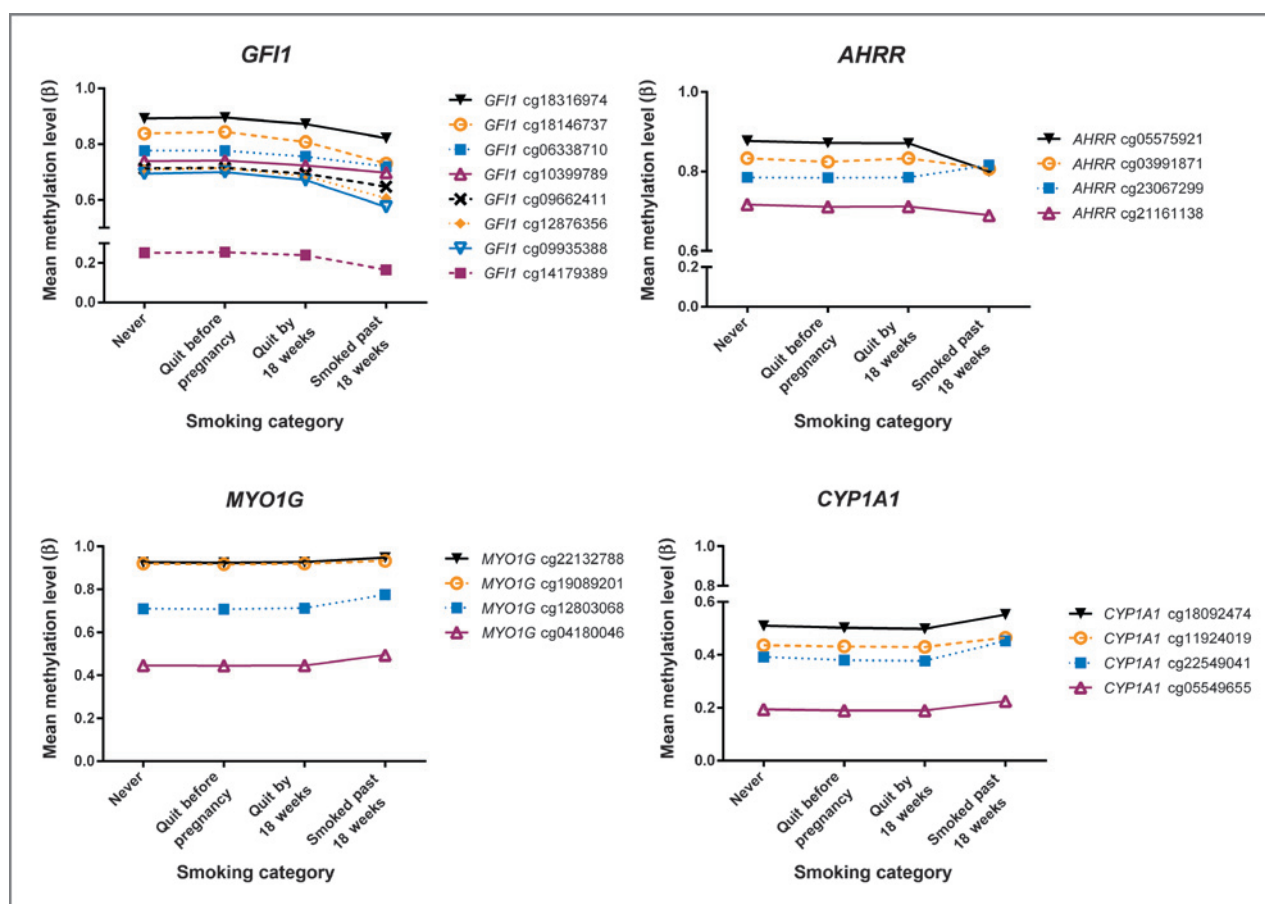 GFI1
Mean methylation level (β)
1.0
0.8
0.6
0.2
0.0
Never
Quit before
pregnancy
Quit by
18 weeks
Smoked past
18 weeks
Smoking category
GFI1 cg18316974
GFI1 cg18146737
GFI1 cg06338710
GFI1 cg10399789
GFI1 cg09662411
GFI1 cg12876356
GFI1 cg09935388
GFI1 cg14179389
AHRR
Mean methylation level (β)
1.0
0.8
0.6
0.2
0.0
Never
Quit before
pregnancy
Quit by
18 weeks
Smoked past
18 weeks
Smoking category
AHRR cg05575921
AHRR cg03991871
AHRR cg23067299
AHRR cg21161138
MYO1G
Mean methylation level (β)
1.0
0.8
0.6
0.4
0.2
0.0
Never
Quit before
pregnancy
Quit by
18 weeks
Smoked past
18 weeks
Smoking category
MYO1G cg22132788
MYO1G cg19089201
MYO1G cg12803068
MYO1G cg04180046
CYP1A1
Mean methylation level (β)
1.0
0.8
0.6
0.4
0.2
0.0
Never
Quit before
pregnancy
Quit by
18 weeks
Smoked past
18 weeks
Smoking category
CYP1A1 cg18092474
CYP1A1 cg11924019
CYP1A1 cg22549041
CYP1A1 cg05549655